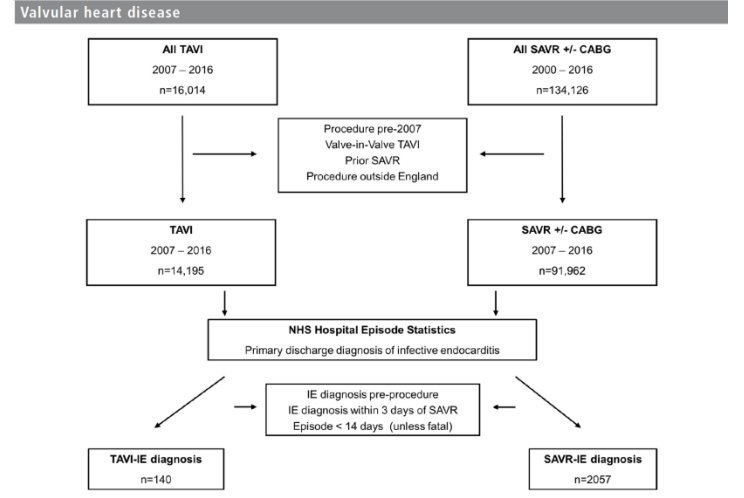 Valvular heart disease
All TAVI
2007 – 2016
n=16,014
All SAVR +/- CABG
2000 – 2016
n=134,126
Procedure pre-2007
Valve-in-Valve TAVI
Prior SAVR
Procedure outside England
TAVI
2007 – 2016
n=14,195
SAVR +/- CABG
2007 – 2016
n=91,962
NHS Hospital Episode Statistics
Primary discharge diagnosis of infective endocarditis
IE diagnosis pre-procedure
IE diagnosis within 3 days of SAVR
Episode < 14 days (unless fatal)
TAVI-IE diagnosis
n=140
SAVR-IE diagnosis
n=2057